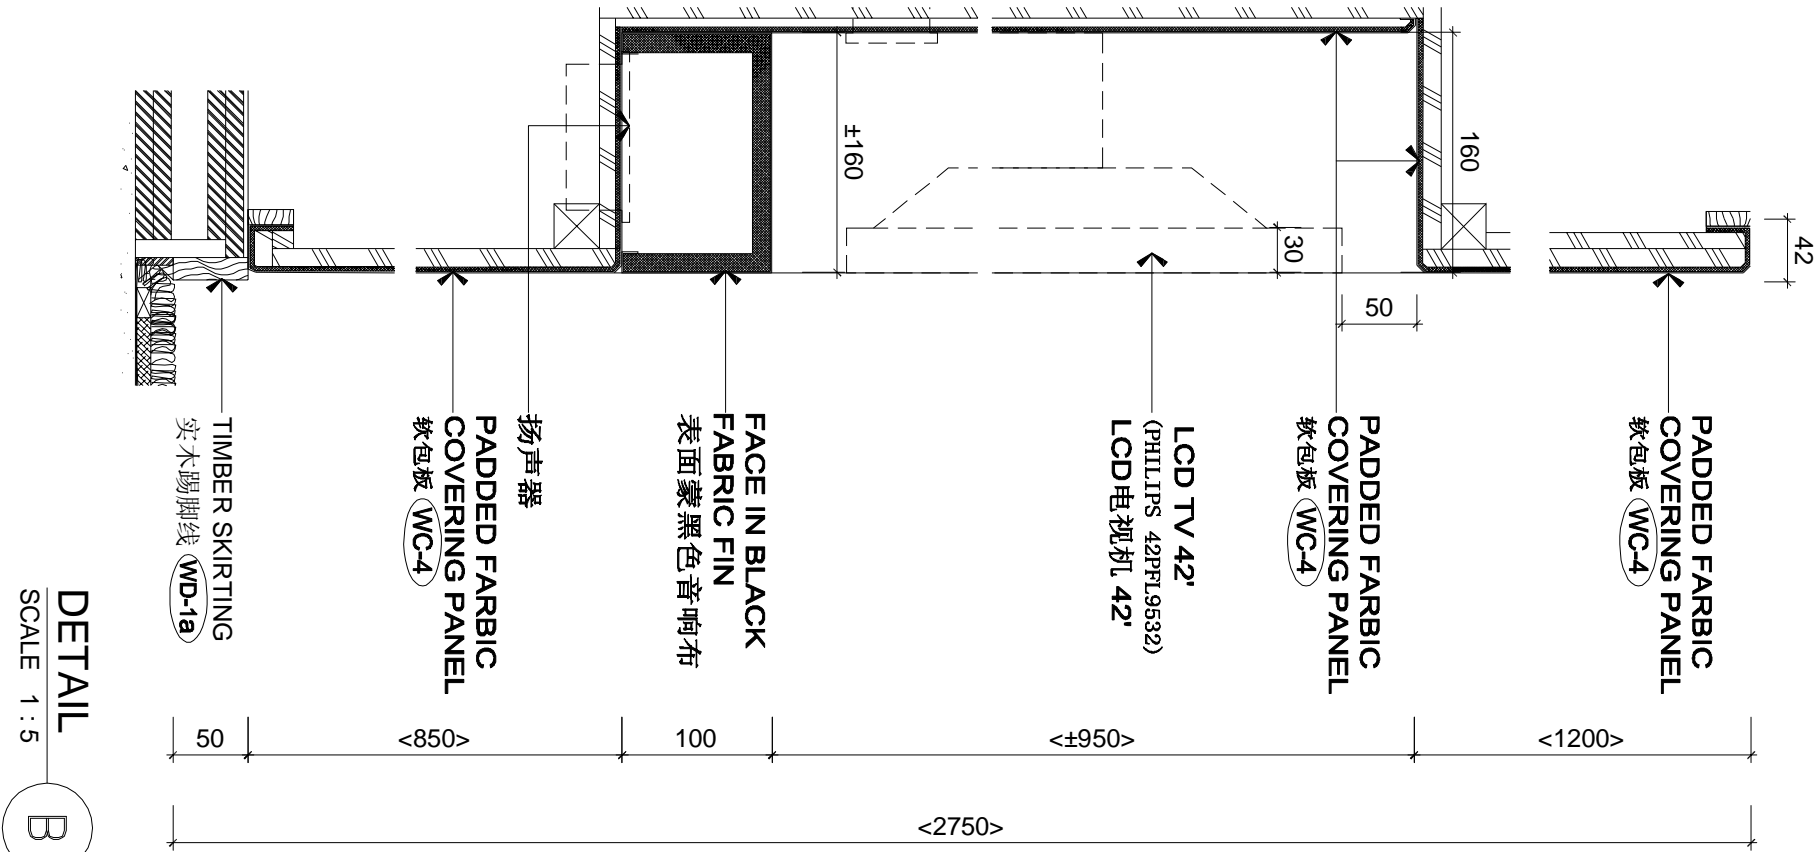 42
160
±160
30
50
PADDED FARBIC
COVERING PANEL
软包板 WC-4
PADDED FARBIC
COVERING PANEL
软包板 WC-4
LCD TV 42'
(PHILIPS 42PFL9532)
LCD电视机 42'
FACE IN BLACK
FABRIC FIN
表面蒙黑色音响布
扬声器
PADDED FARBIC
COVERING PANEL
软包板 WC-4
TIMBER SKIRTING
实木踢脚线 WD-1a
50
<850>
100
<±950>
<1200>
<2750>
DETAIL
SCALE 1:5
B